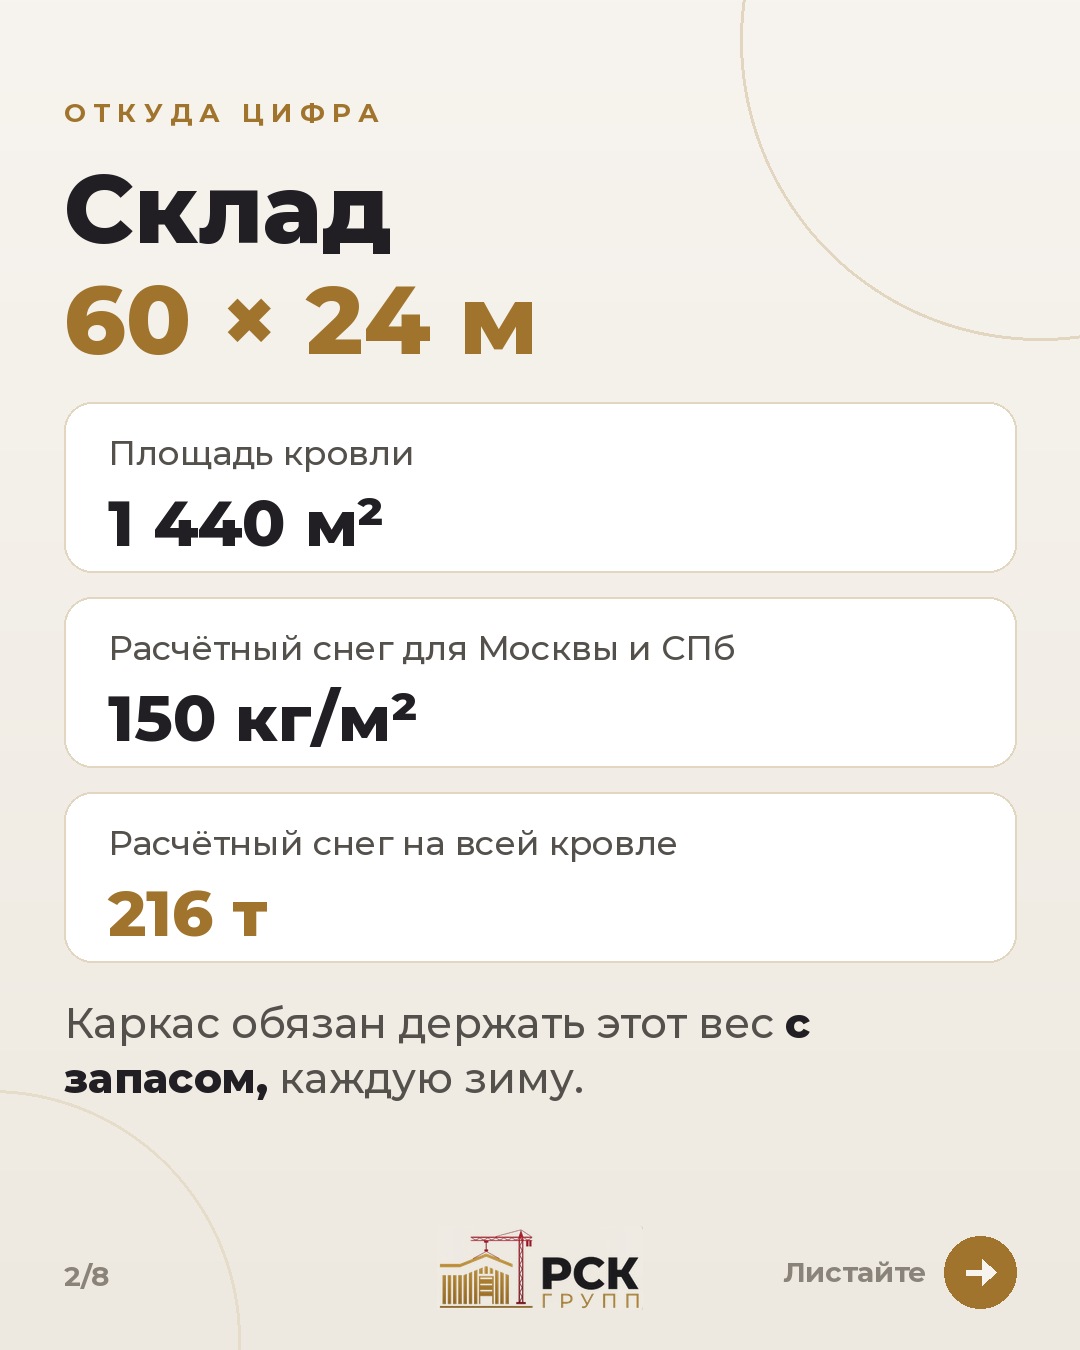 ОТКУДА ЦИФРА
Склад
60 × 24 м
Площадь кровли
1 440 м²
Расчётный снег для Москвы и СПб
150 кг/м²
Расчётный снег на всей кровле
216 т
Каркас обязан держать этот вес с
запасом, каждую зиму.
2/8
РСК
ГРУПП
Листайте